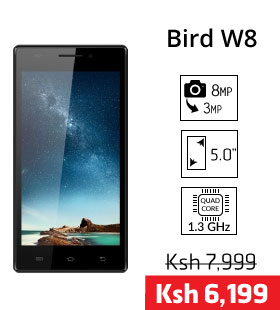 Bird W8
8MP
3MP
5.0"
QUAD
CORE
1.3 GHz
Ksh 7,999
Ksh 6,199